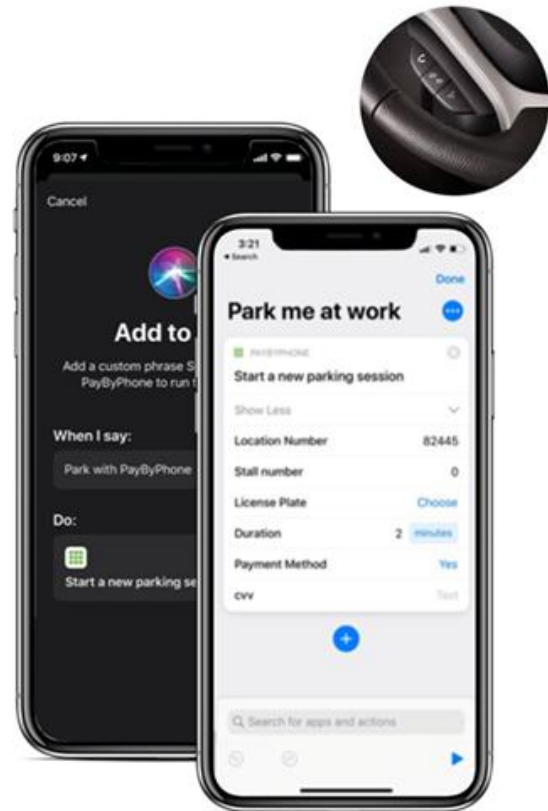 9:07
Cancel
Add to
Add a custom phrase S
PayByPhone to run t
When I say:
Park with PayByPhone
Do:
Start a new parking se
3:21
Search
Done
Park me at work
PAYBYPHONE
Start a new parking session
Show Less
Location Number 82445
Stall number 0
License Plate Choose
Duration 2 minutes
Payment Method Yes
cvv Text
Search for apps and actions